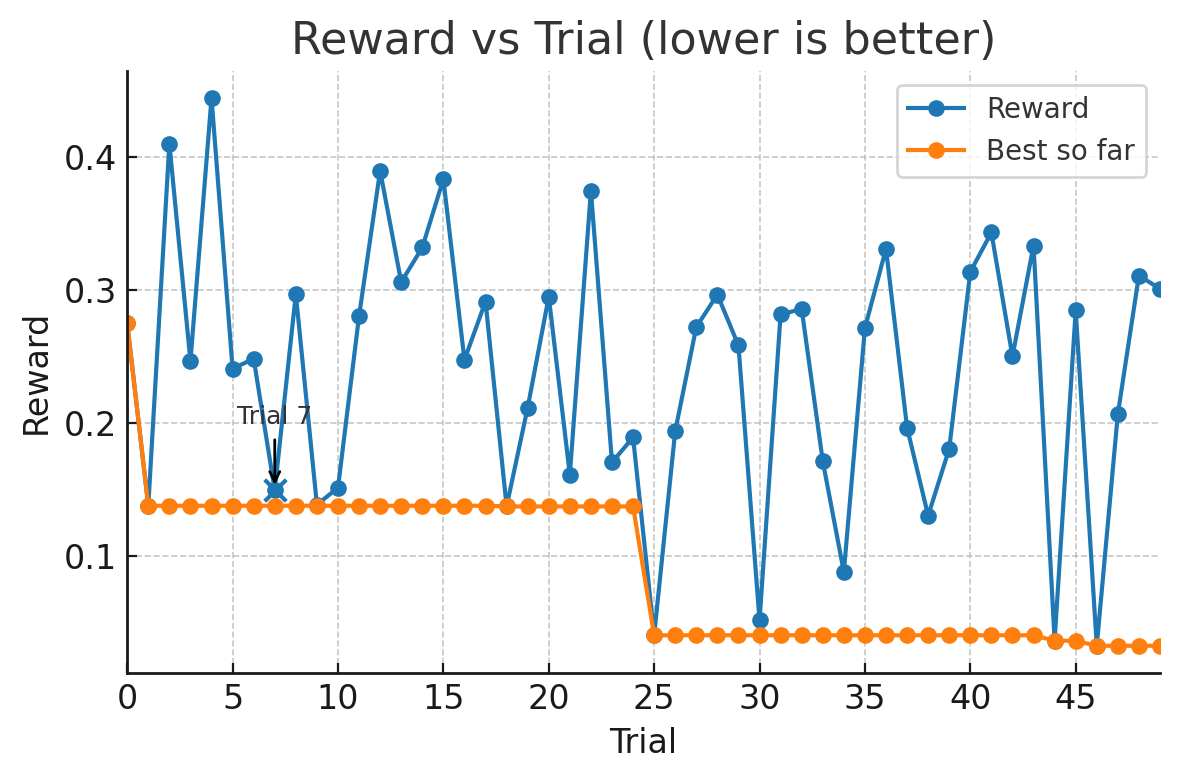 Reward vs Trial (lower is better)
Reward
Best so far
0.4
0.3
0.2
0.1
Reward
Trial 7
0 5 10 15 20 25 30 35 40 45
Trial